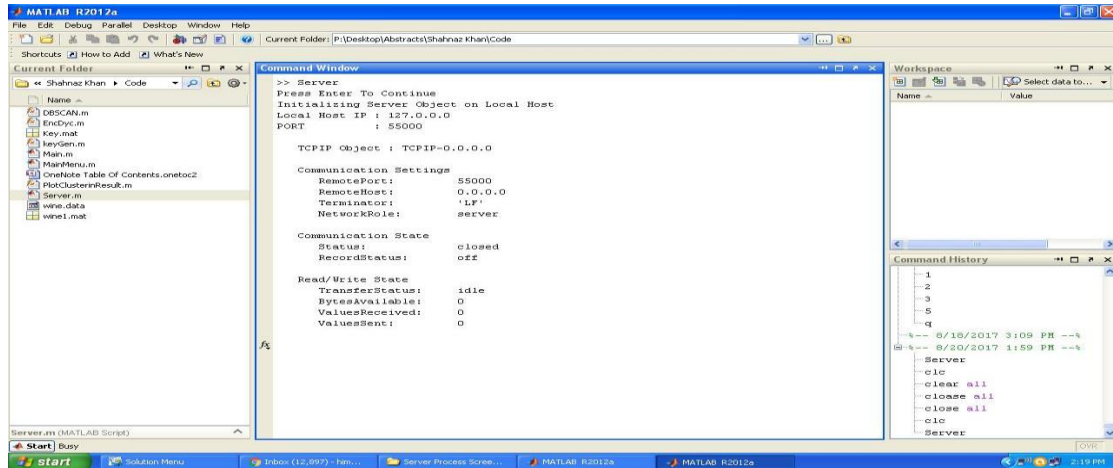 MATLAB R2012a
File Edit Debug Parallel Desktop Window Help
Current Folder: P:\Desktop\Abstracts\Shahnaz Khan\Code
Shortcuts How to Add What's New
Current Folder
« Shahnaz Khan Code
Name
DBSCAN.m
EncDyc.m
Key.mat
keyGen.m
Main.m
MainMenu.m
OneNote Table Of Contents.onetoc2
PlotClusterinResult.m
Server.m
wine.data
wine1.mat
Server.m (MATLAB Script)
Command Window
>> Server
Press Enter To Continue
Initializing Server Object on Local Host
Local Host IP : 127.0.0.0
PORT : 55000
TCPIP Object : TCPIP-0.0.0.0
Communication Settings
RemotePort: 55000
RemoteHost: 0.0.0.0
Terminator: 'LF'
NetworkRole: server
Communication State
Status: closed
RecordStatus: off
Read/Write State
TransferStatus: idle
BytesAvailable: 0
ValuesReceived: 0
ValuesSent: 0
fx
Workspace
Select data to...
Name Value
Command History
1
2
3
5
q
%-- 8/18/2017 3:09 PM --%
%-- 8/20/2017 1:59 PM --%
Server
clc
clear all
cloase all
close all
clc
Server
Start Busy
OVR
start Solution Menu Inbox (12,897) - him... Server Process Scree... MATLAB R2012a MATLAB R2012a 2:19 PM